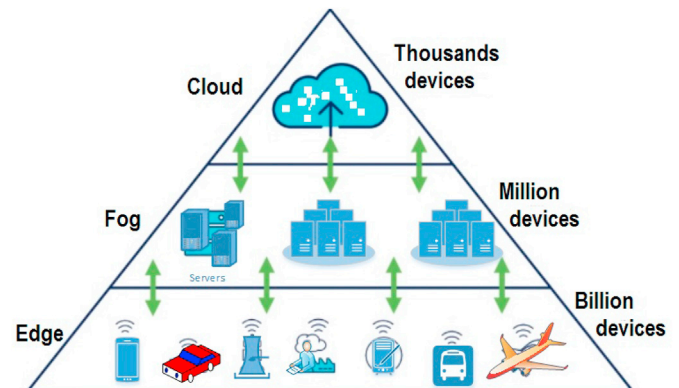 Cloud
Thousands
devices
Fog
Million
devices
Servers
Edge
Billion
devices